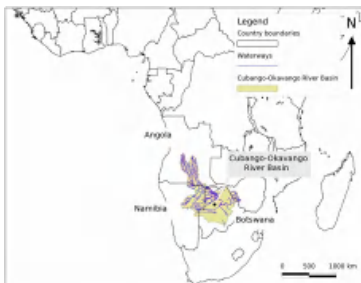 Legend
Country boundaries
Waterways
Cubango-Okavango River Basin
N
Angola
Cubango-Okavango
River Basin
Namibia
Botswana
0 500 1000 km